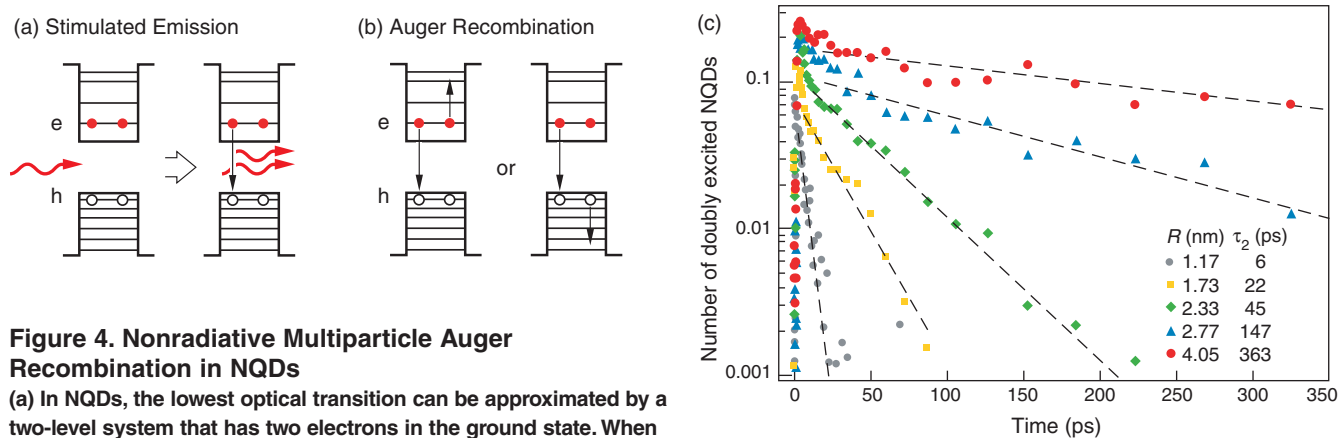 (a) Stimulated Emission
(b) Auger Recombination
e
h
e
or
h
Figure 4. Nonradiative Multiparticle Auger
Recombination in NQDs
(a) In NQDs, the lowest optical transition can be approximated by a
two-level system that has two electrons in the ground state. When
(c)
Number of doubly excited NQDs
0.1
0.01
0.001
R (nm) τ2 (ps)
1.17 6
1.73 22
2.33 45
2.77 147
4.05 363
0 50 100 150 200 250 300 350
Time (ps)